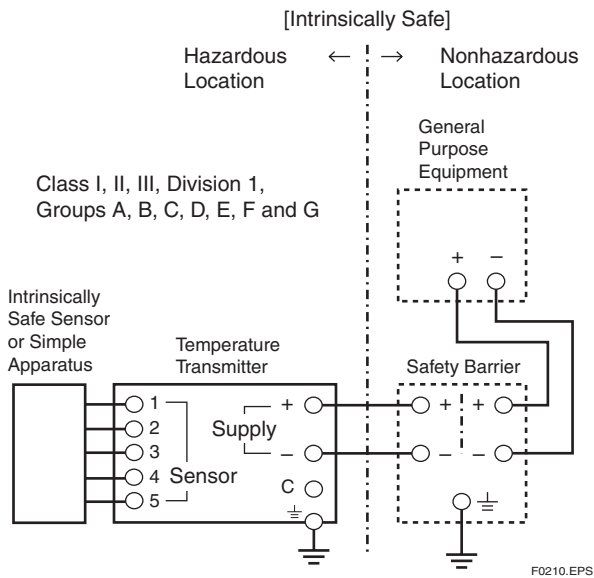 [Intrinsically Safe]
Hazardous
Location
← →
Nonhazardous
Location
General
Purpose
Equipment
Class I, II, III, Division 1,
Groups A, B, C, D, E, F and G
+ −
Intrinsically
Safe Sensor
or Simple
Apparatus
Temperature
Transmitter
Safety Barrier
1
2
3
4
5
Sensor
Supply
+
−
C
+ +
− −
F0210.EPS